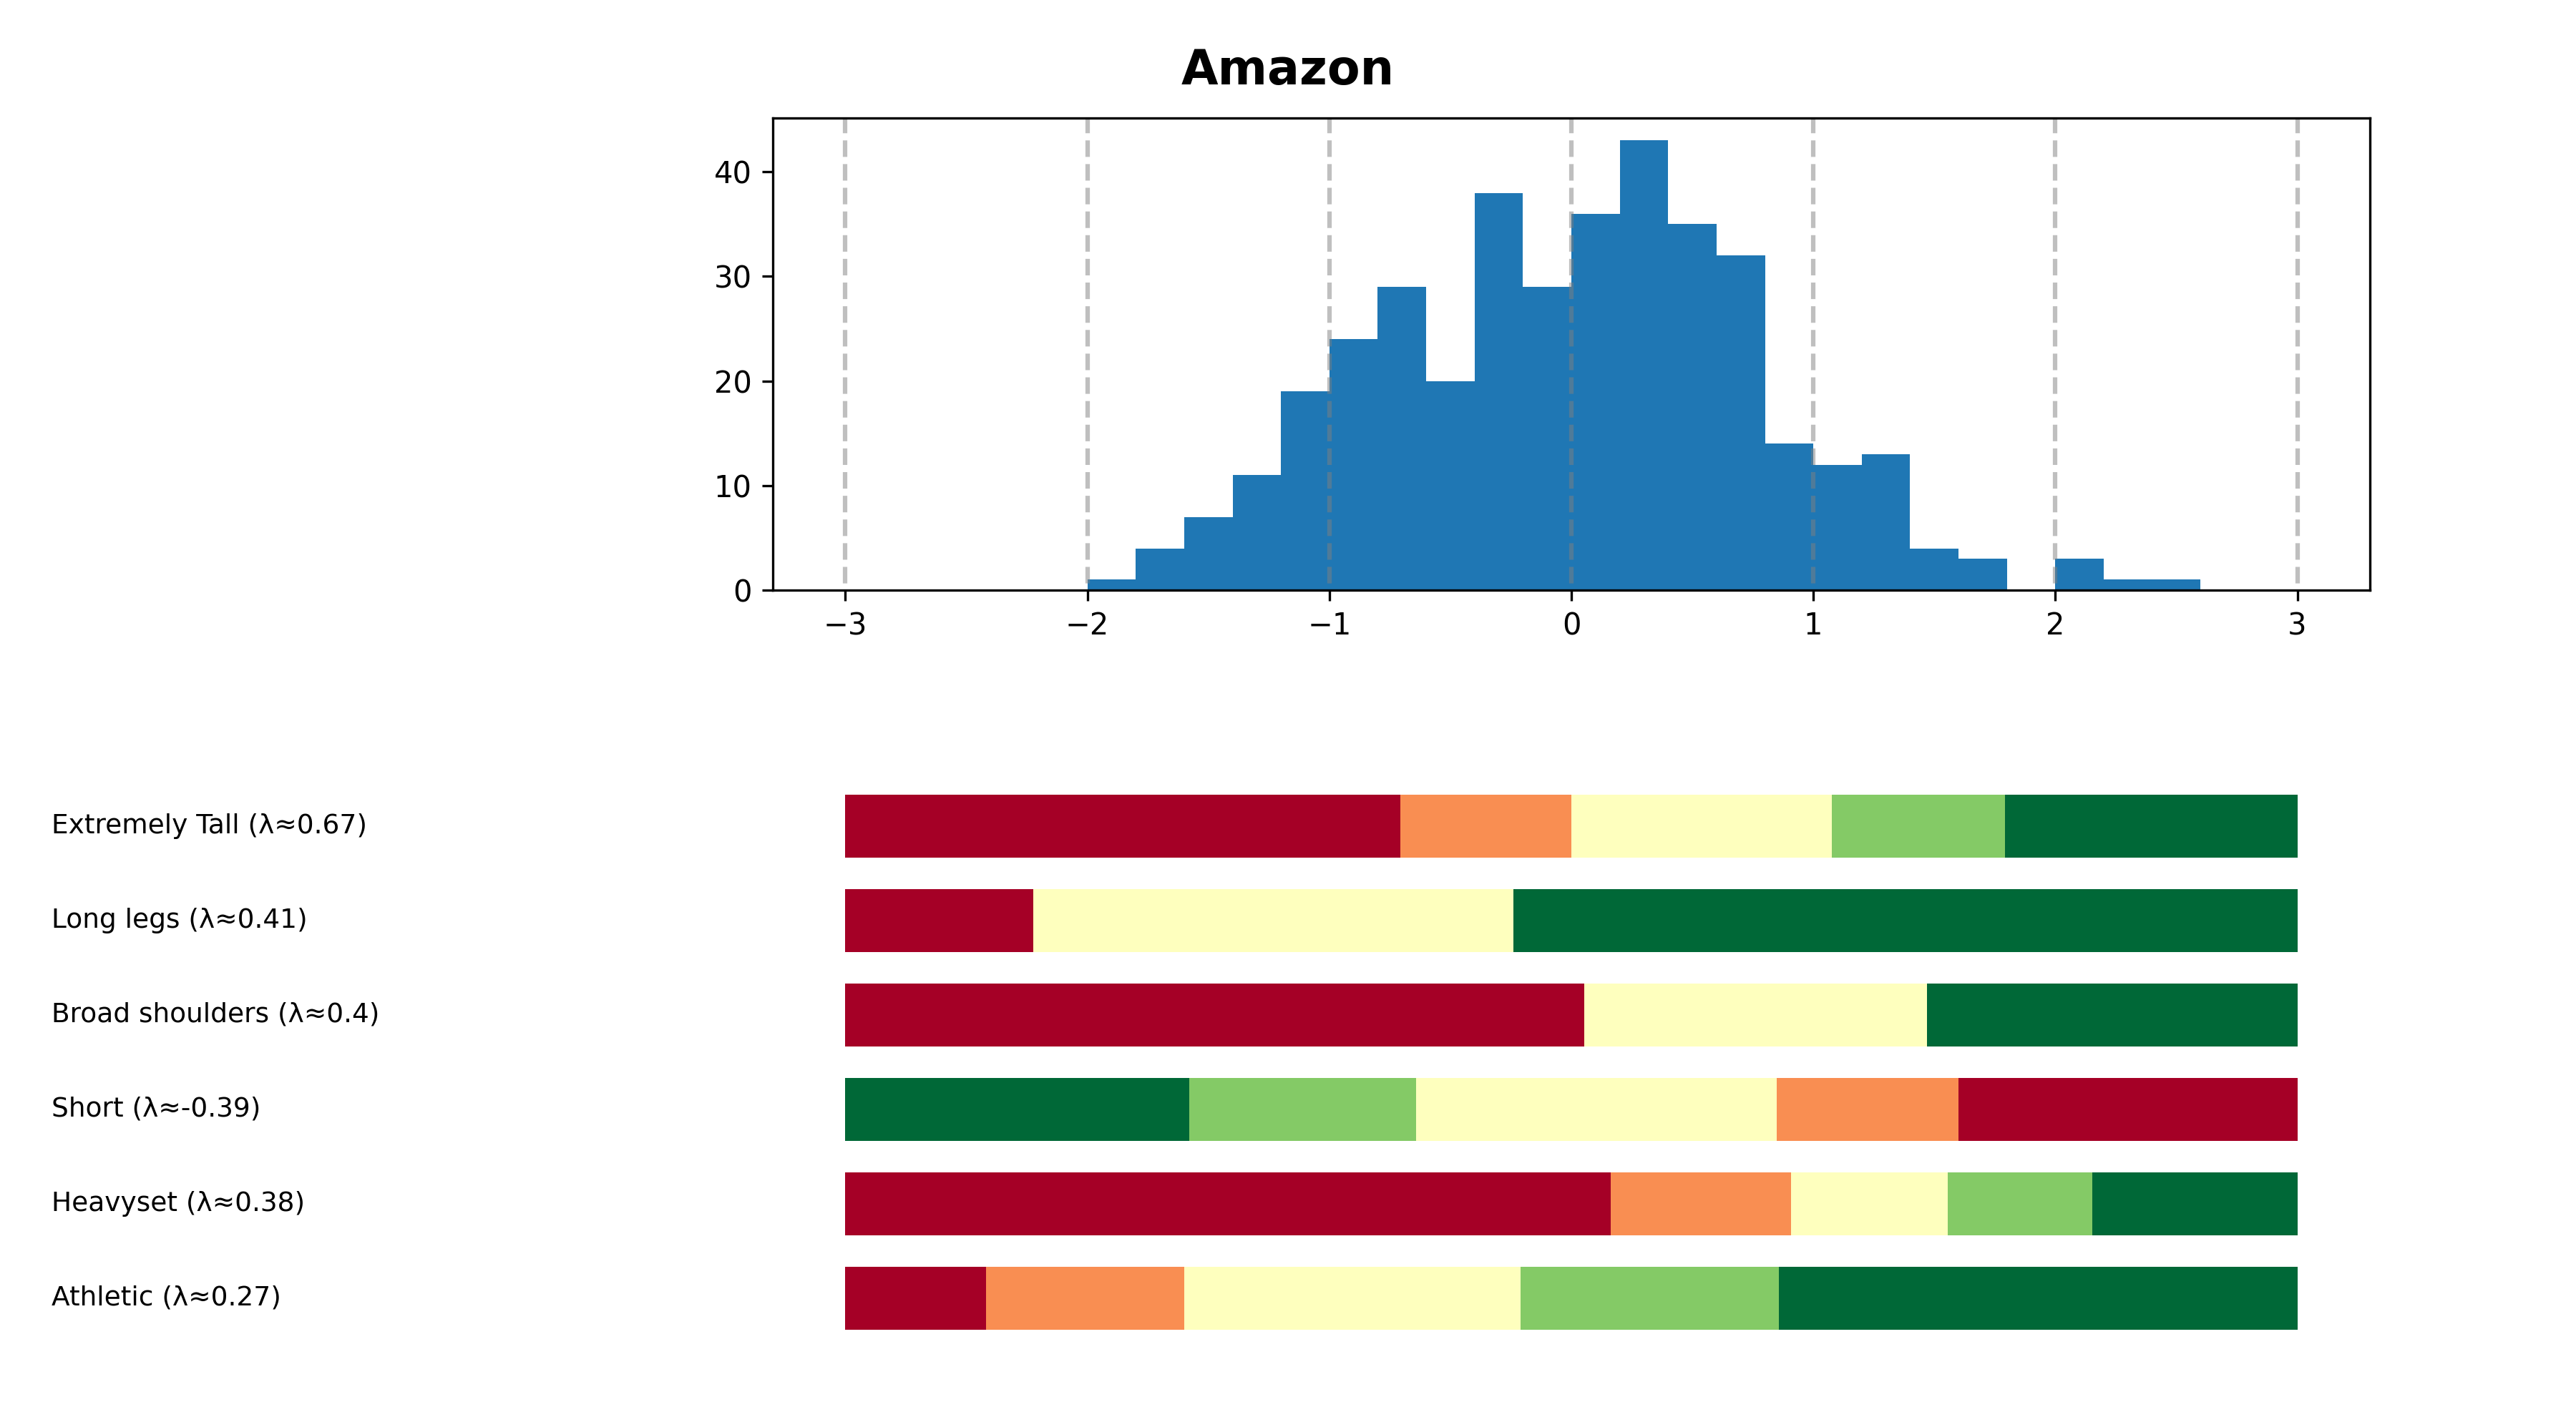 Amazon
40
30
20
10
0
−3 −2 −1 0 1 2 3
Extremely Tall (λ≈0.67)
Long legs (λ≈0.41)
Broad shoulders (λ≈0.4)
Short (λ≈-0.39)
Heavyset (λ≈0.38)
Athletic (λ≈0.27)